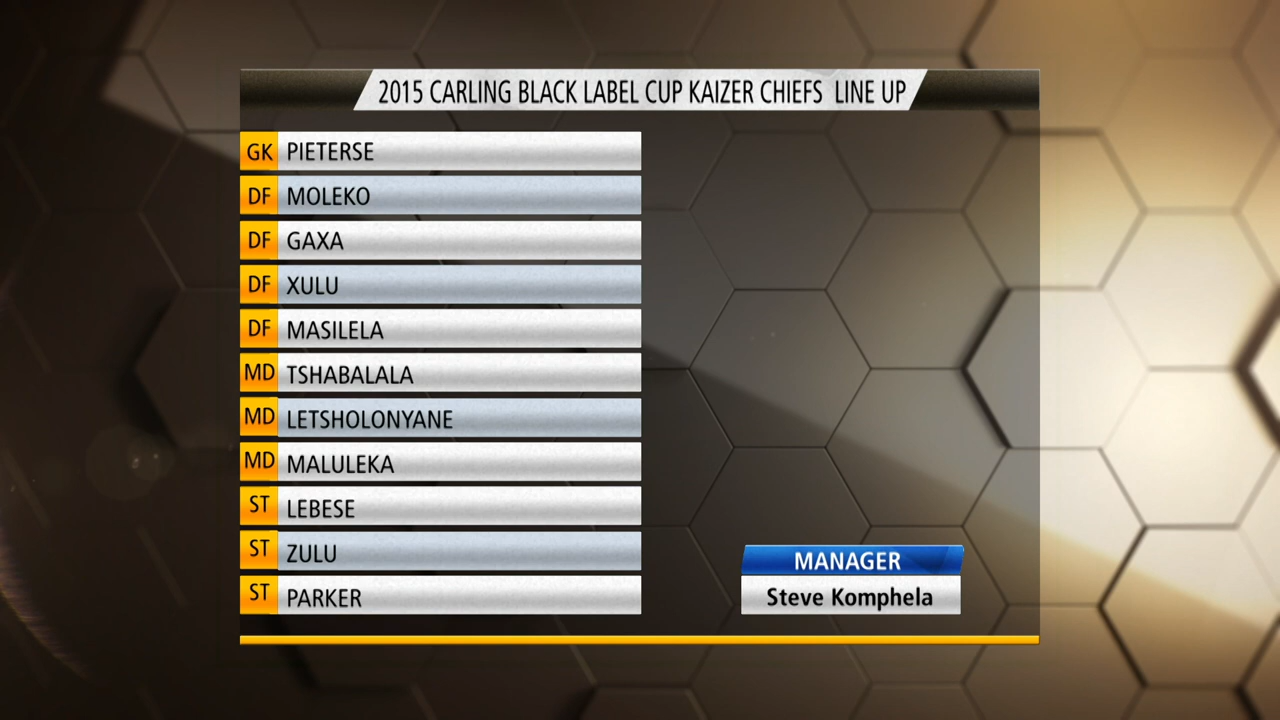 2015 CARLING BLACK LABEL CUP KAIZER CHIEFS LINE UP
GK PIETERSE
DF MOLEKO
DF GAXA
DF XULU
DF MASILELA
MD TSHABALALA
MD LETSHOLONYANE
MD MALULEKA
ST LEBESE
ST ZULU
ST PARKER
MANAGER
Steve Komphela